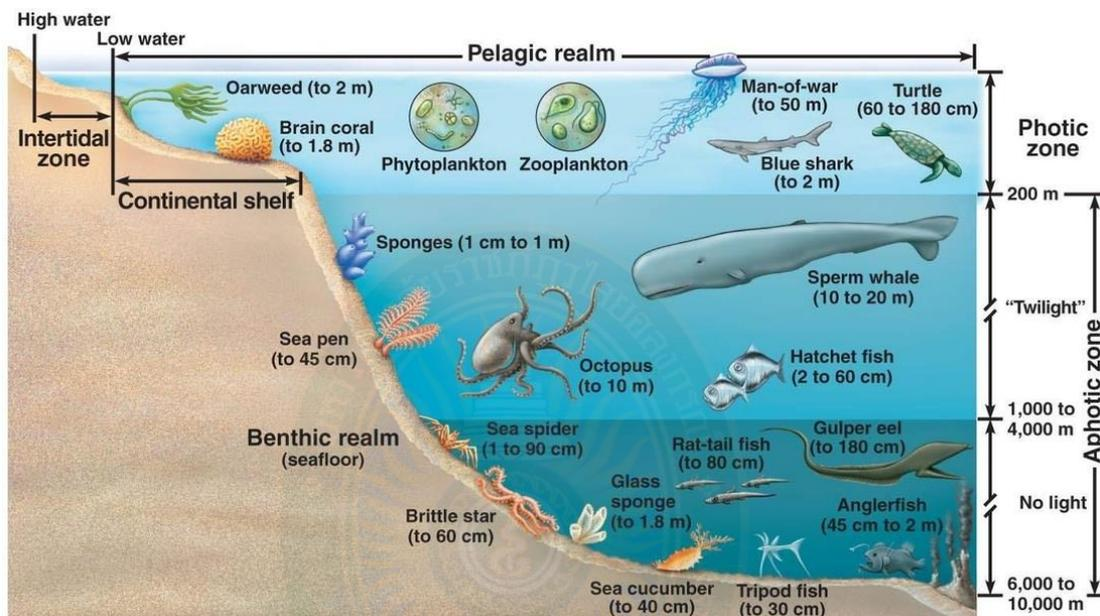 High water
Low water
Pelagic realm
Intertidal
zone
Oarweed (to 2 m)
Brain coral
(to 1.8 m)
Phytoplankton
Zooplankton
Man-of-war
(to 50 m)
Turtle
(60 to 180 cm)
Blue shark
(to 2 m)
Photic
zone
200 m
Continental shelf
Sponges (1 cm to 1 m)
Sperm whale
(10 to 20 m)
"Twilight"
Sea pen
(to 45 cm)
Octopus
(to 10 m)
Hatchet fish
(2 to 60 cm)
1,000 to
4,000 m
Aphotic zone
Benthic realm
(seafloor)
Sea spider
(1 to 90 cm)
Rat-tail fish
(to 80 cm)
Gulper eel
(to 180 cm)
Brittle star
(to 60 cm)
Glass
sponge
(to 1.8 m)
Anglerfish
(45 cm to 2 m)
No light
Sea cucumber
(to 40 cm)
Tripod fish
(to 30 cm)
6,000 to
10,000 m